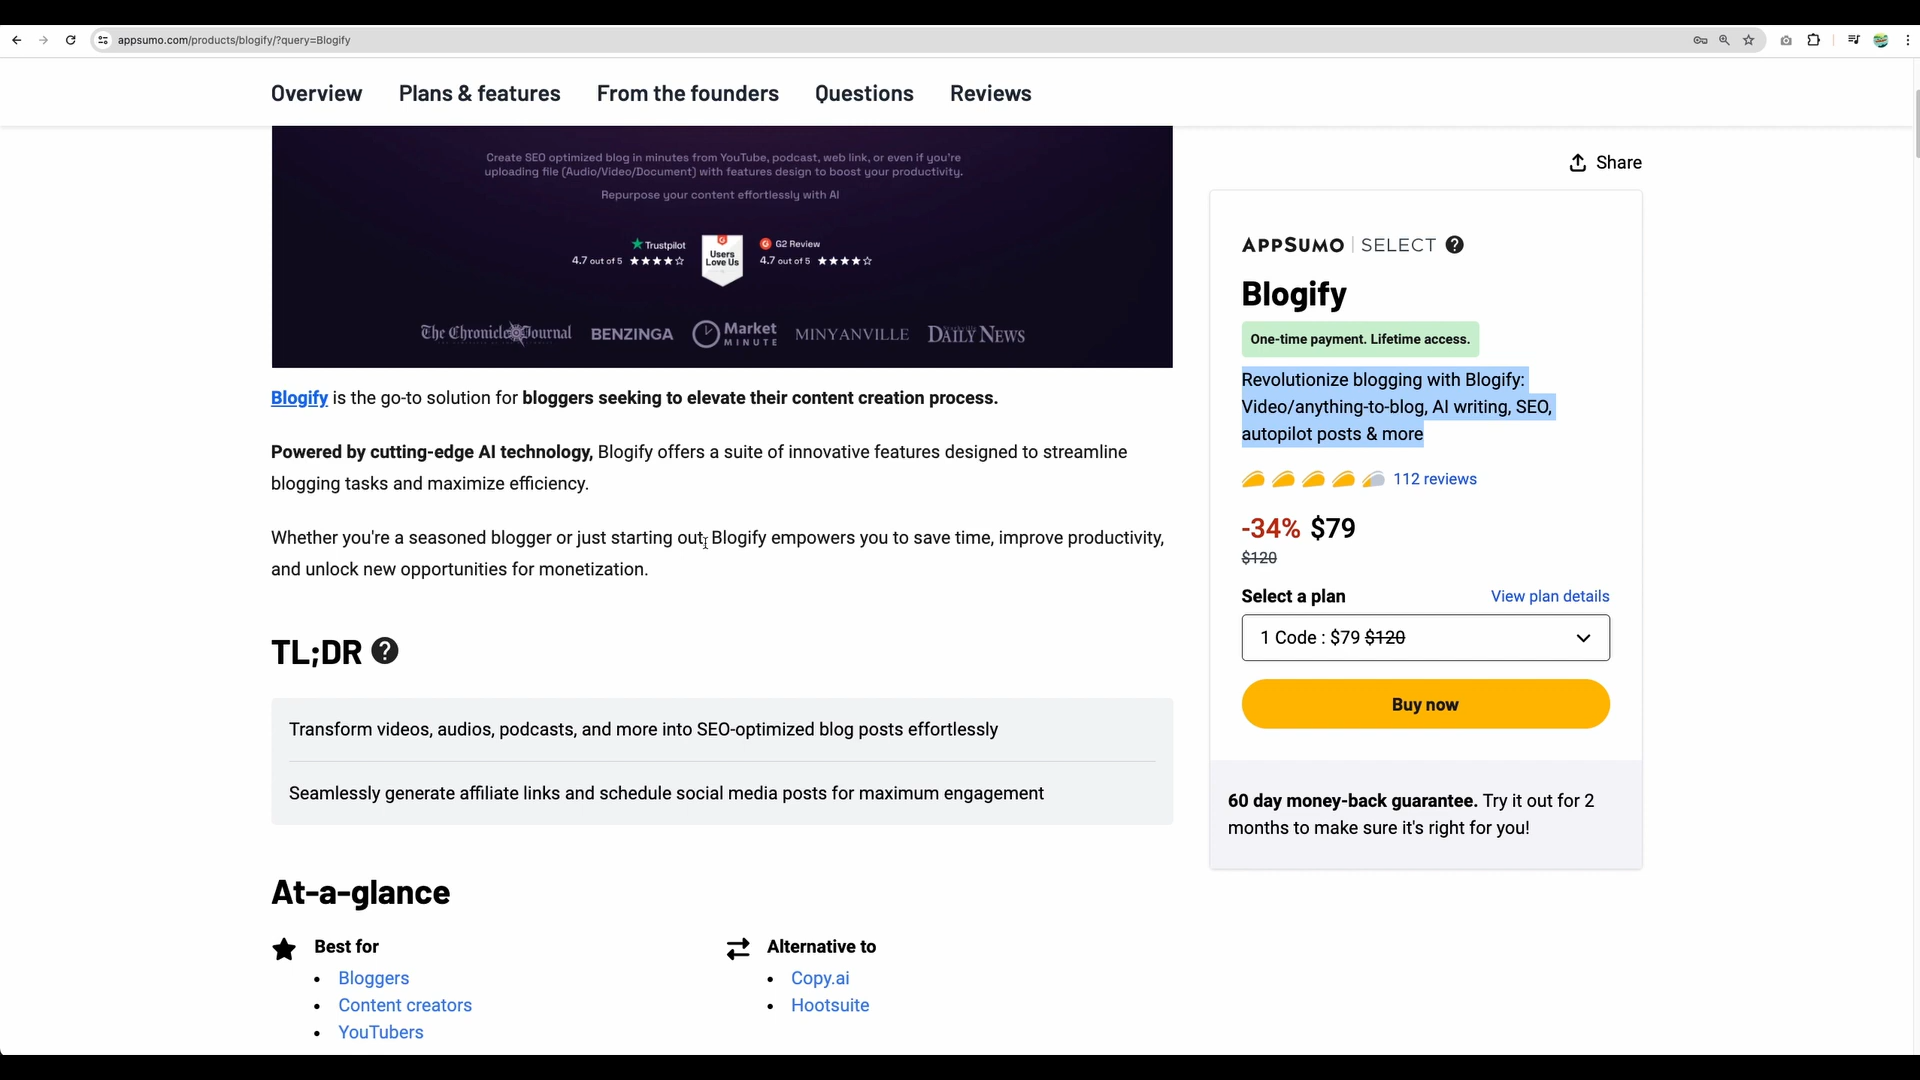 appsumo.com/products/blogify/?query=Blogify
Overview
Plans & features
From the founders
Questions
Reviews
Create SEO optimized blog in minutes from YouTube, podcast, web link, or even if you're
uploading file (Audio/Video/Document) with features design to boost your productivity.
Repurpose your content effortlessly with AI
Trustpilot
4.7 out of 5
Users
Love Us
G2 Review
4.7 out of 5
The Chronicle Journal
BENZINGA
Market
MINUTE
MINYANVILLE
DAILY NEWS
Blogify is the go-to solution for bloggers seeking to elevate their content creation process.
Powered by cutting-edge AI technology, Blogify offers a suite of innovative features designed to streamline
blogging tasks and maximize efficiency.
Whether you're a seasoned blogger or just starting out, Blogify empowers you to save time, improve productivity,
and unlock new opportunities for monetization.
TL;DR ?
Transform videos, audios, podcasts, and more into SEO-optimized blog posts effortlessly
Seamlessly generate affiliate links and schedule social media posts for maximum engagement
At-a-glance
Best for
Bloggers
Content creators
YouTubers
Alternative to
Copy.ai
Hootsuite
Share
APPSUMO | SELECT ?
Blogify
One-time payment. Lifetime access.
Revolutionize blogging with Blogify:
Video/anything-to-blog, AI writing, SEO,
autopilot posts & more
112 reviews
-34% $79
$120
Select a plan
View plan details
1 Code : $79 $120
Buy now
60 day money-back guarantee. Try it out for 2
months to make sure it's right for you!